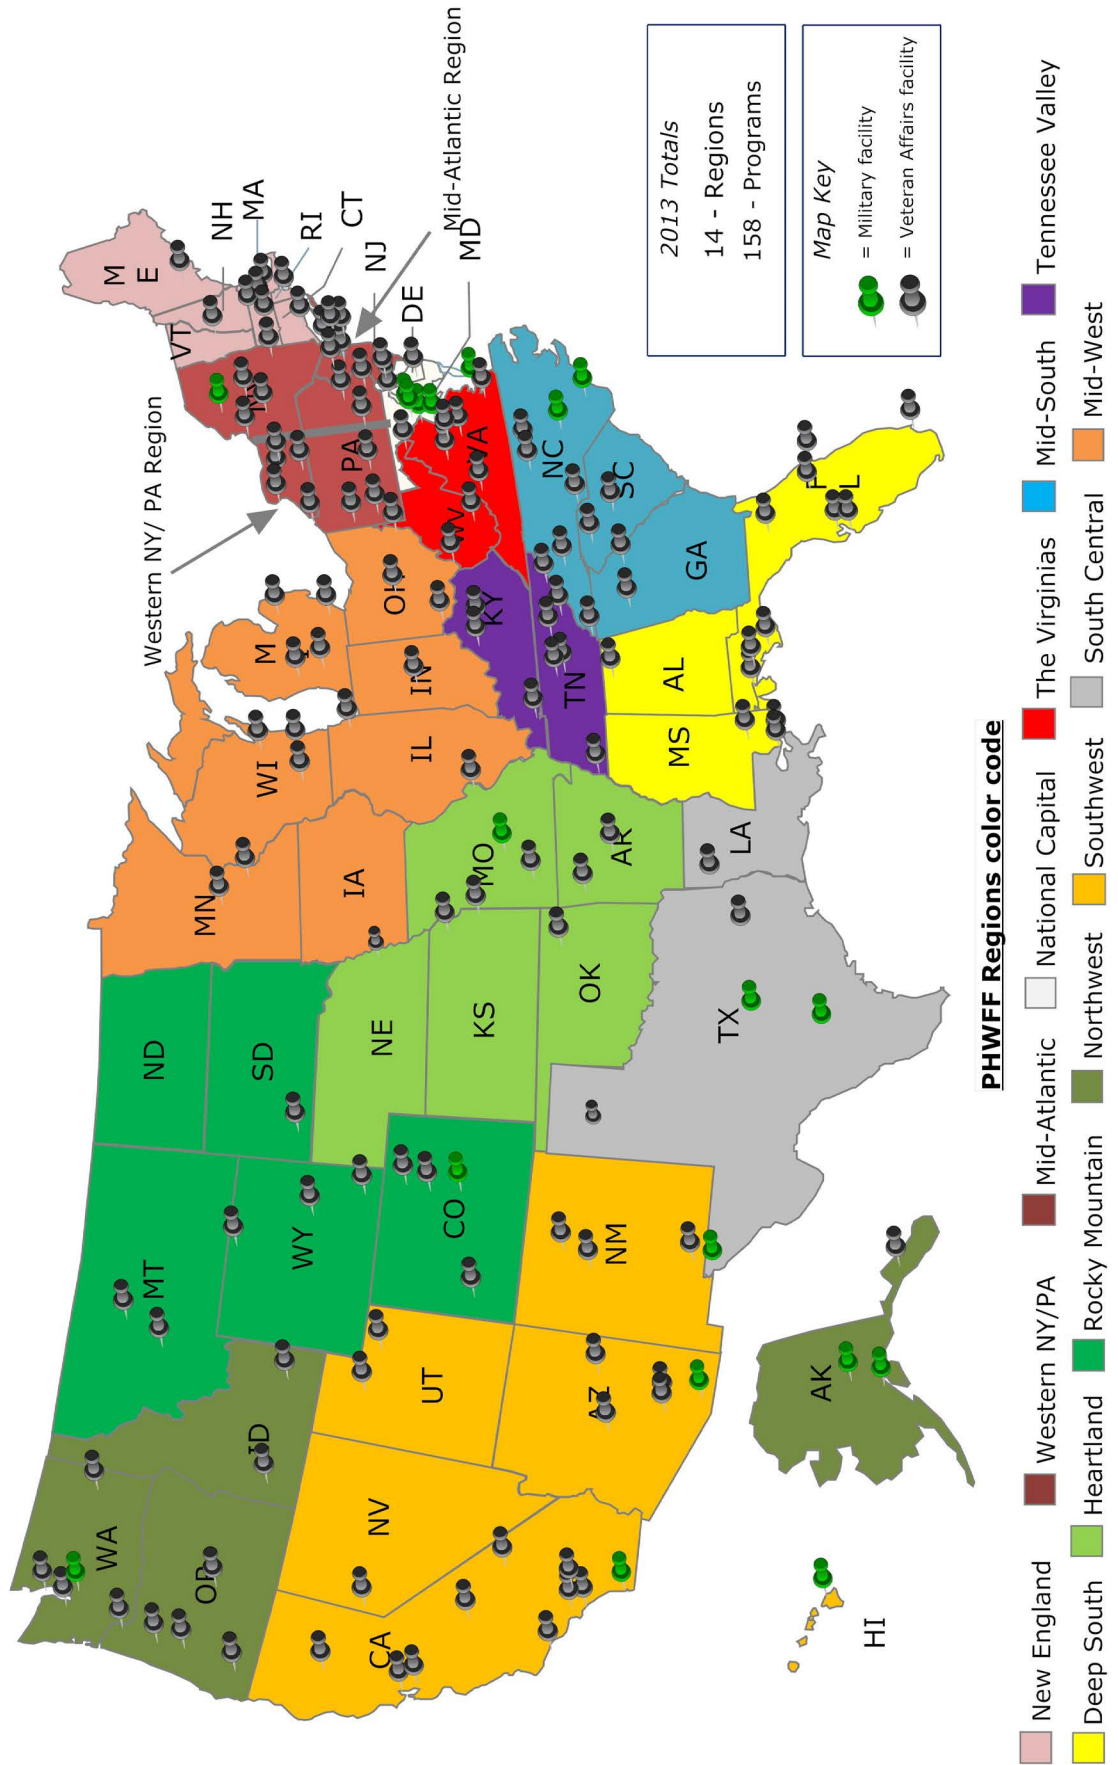 WA
MT
ND
MN
OR
ID
WY
SD
WI
M
VT
M
E
NH
MA
RI
CT
NJ
DE
MD
Mid-Atlantic Region
Western NY/ PA Region
PA
NV
UT
CO
NE
IA
IL
IN
CA
AZ
NM
KS
MO
KY
WV
VA
OK
AR
TN
NC
SC
TX
LA
MS
AL
GA
F
L
AK
HI
2013 Totals
14 - Regions
158 - Programs
Map Key
= Military facility
= Veteran Affairs facility
PHWFF Regions color code
New England
Western NY/PA
Mid-Atlantic
National Capital
The Virginias
Mid-South
Tennessee Valley
Deep South
Heartland
Rocky Mountain
Northwest
Southwest
South Central
Mid-West